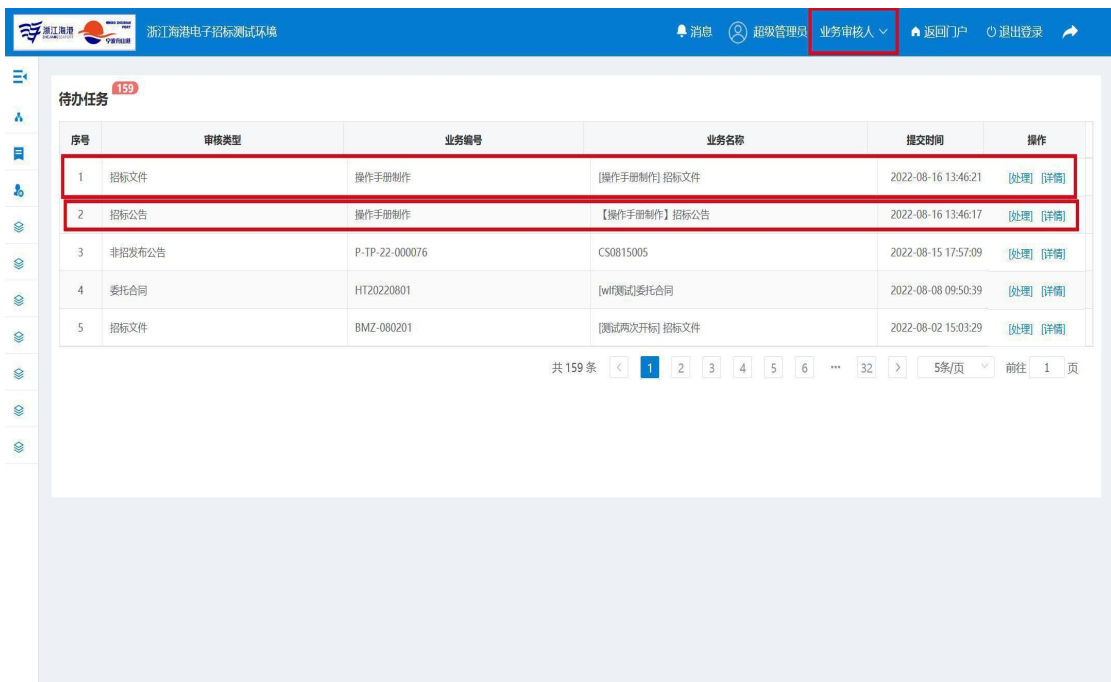 浙江海港 宁波舟山港 浙江海港电子招标测试环境 消息 超级管理员 业务审核人 返回门户 退出登录
待办任务 159
序号 审核类型 业务编号 业务名称 提交时间 操作
1 招标文件 操作手册制作 [操作手册制作] 招标文件 2022-08-16 13:46:21 [处理] [详情]
2 招标公告 操作手册制作 【操作手册制作】招标公告 2022-08-16 13:46:17 [处理] [详情]
3 非招发布公告 P-TP-22-000076 CS0815005 2022-08-15 17:57:09 [处理] [详情]
4 委托合同 HT20220801 [wlf测试]委托合同 2022-08-08 09:50:39 [处理] [详情]
5 招标文件 BMZ-080201 [测试两次开标] 招标文件 2022-08-02 15:03:29 [处理] [详情]
共 159 条 < 1 2 3 4 5 6 ••• 32 > 5条/页 前往 1 页